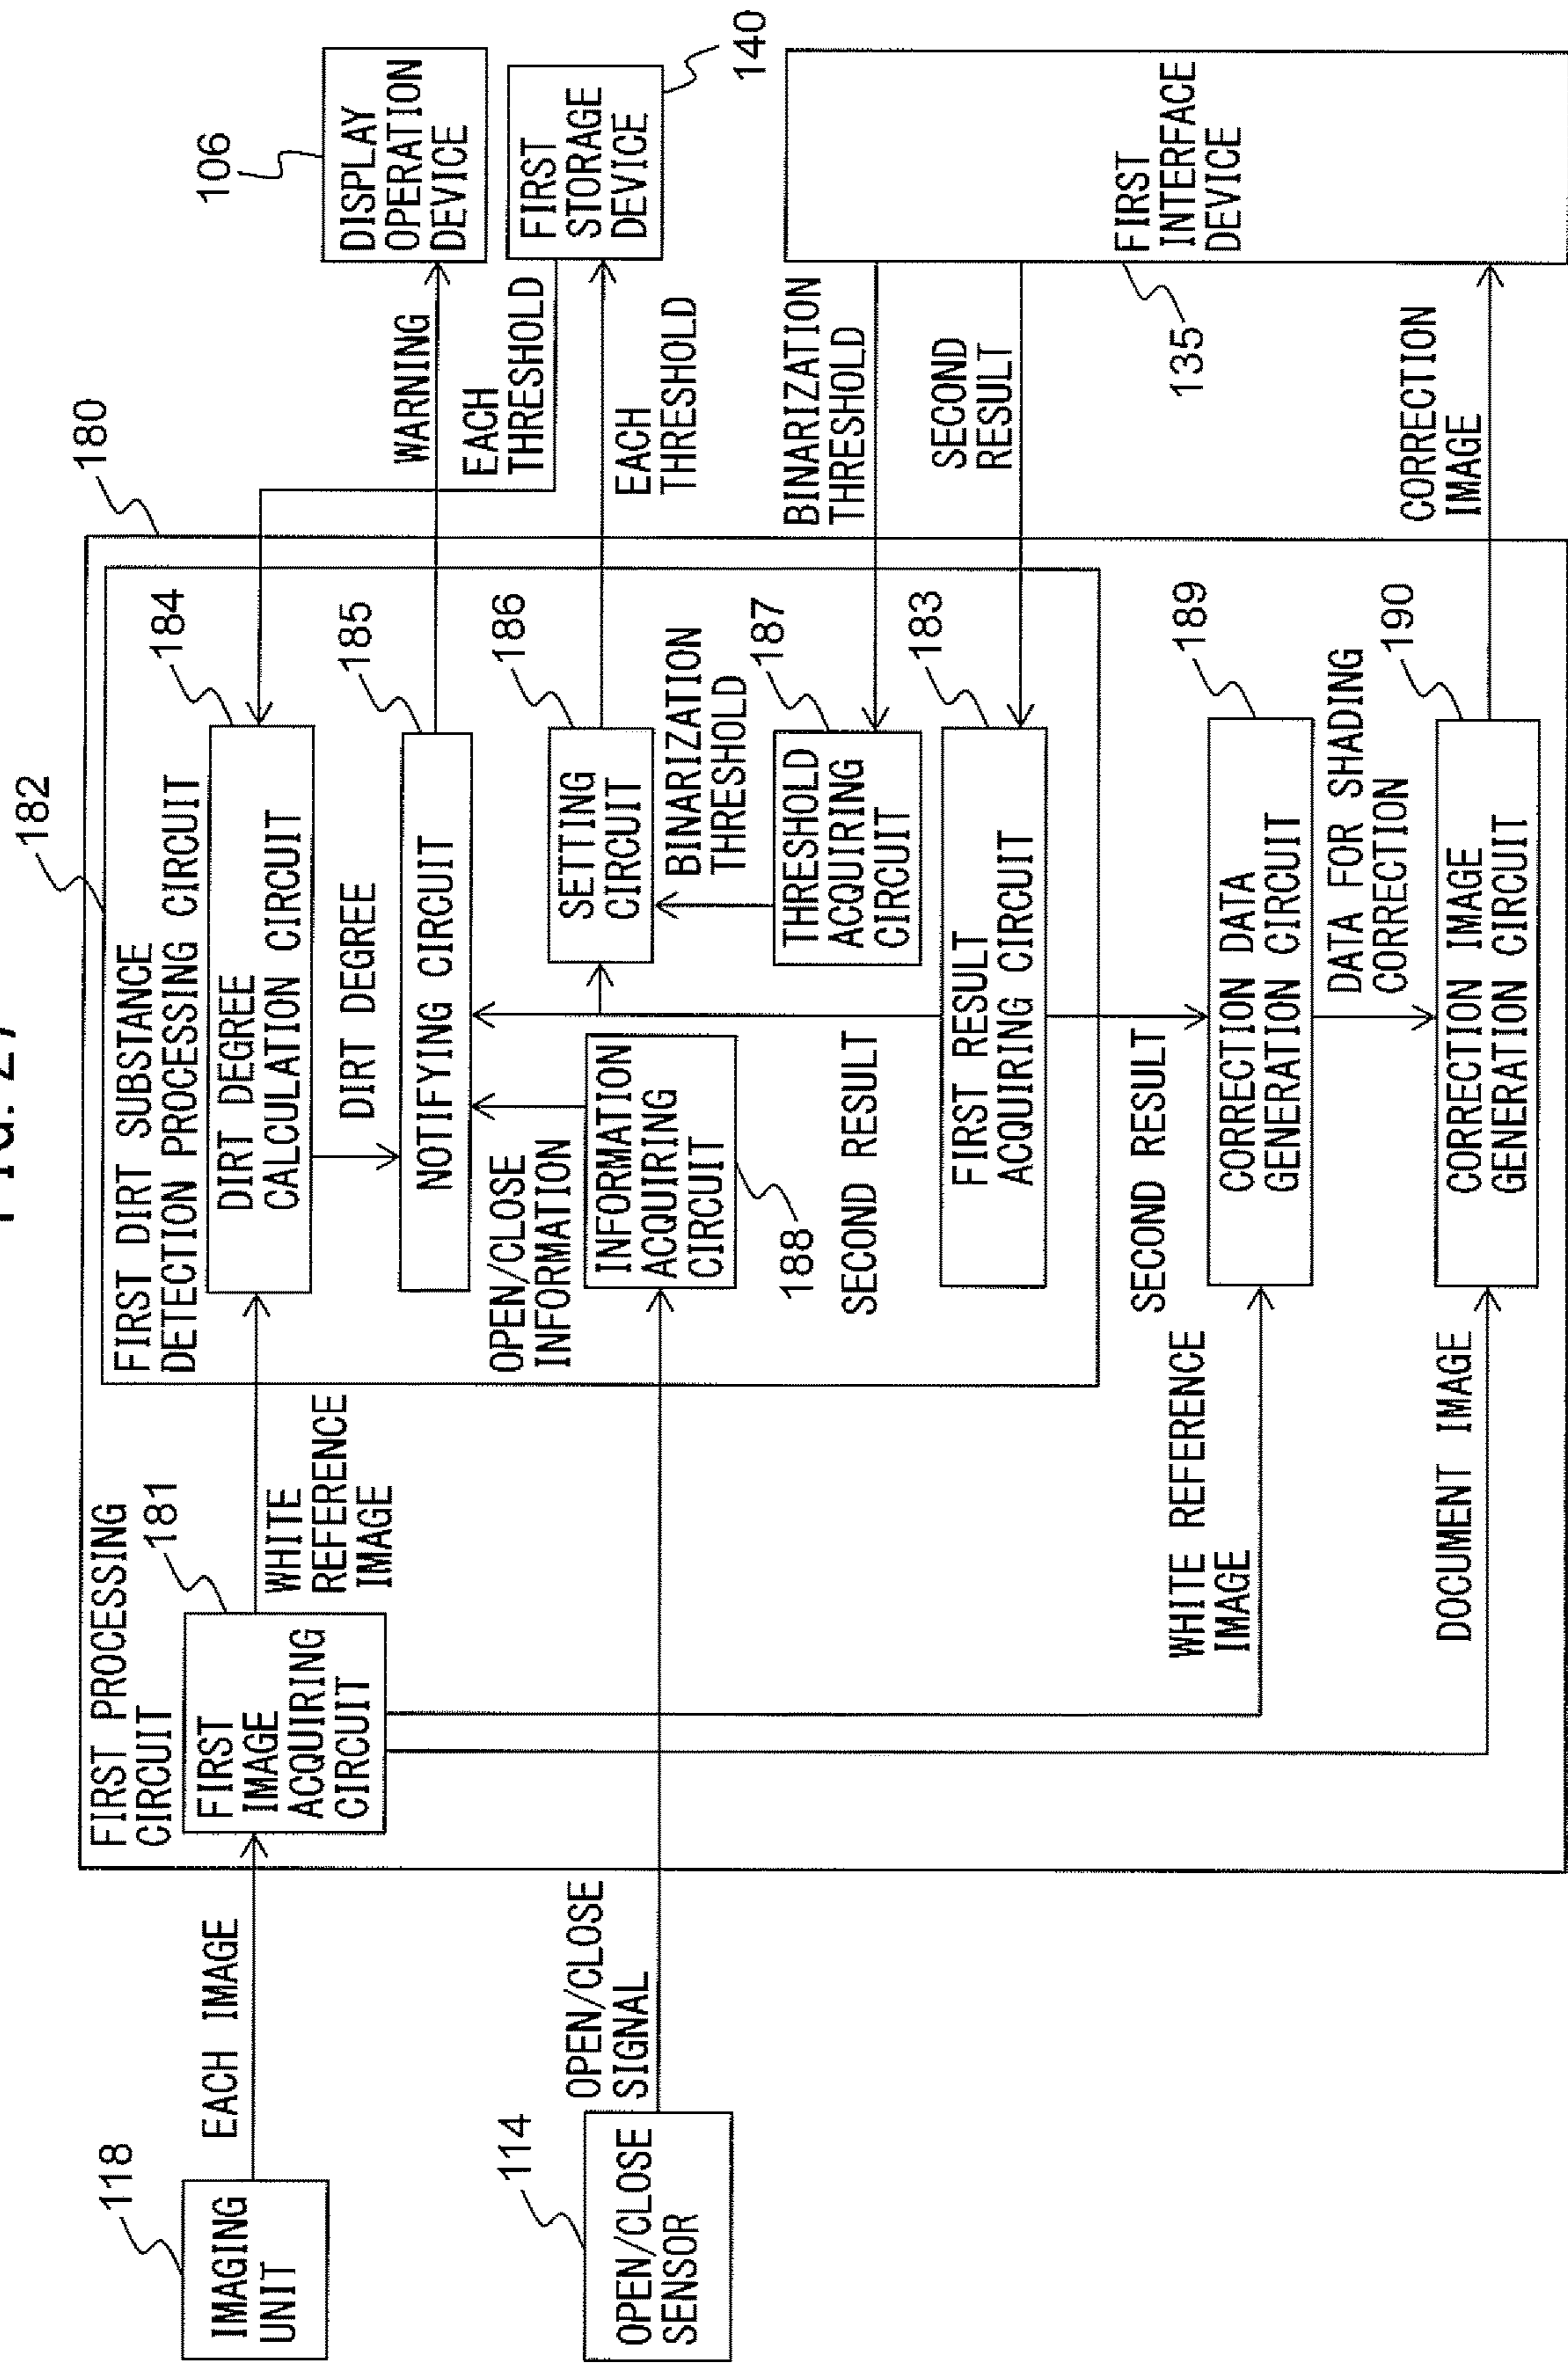 FIG. 27
118
IMAGING
UNIT
EACH IMAGE
114
OPEN/CLOSE
SENSOR
OPEN/CLOSE
SIGNAL
180
FIRST PROCESSING
CIRCUIT
181
FIRST
IMAGE
ACQUIRING
CIRCUIT
WHITE
REFERENCE
IMAGE
182
FIRST DIRT SUBSTANCE
DETECTION PROCESSING CIRCUIT
184
DIRT DEGREE
CALCULATION CIRCUIT
DIRT DEGREE
185
NOTIFYING CIRCUIT
OPEN/CLOSE
INFORMATION
186
SETTING
CIRCUIT
BINARIZATION
THRESHOLD
INFORMATION
ACQUIRING
CIRCUIT
188
187
THRESHOLD
ACQUIRING
CIRCUIT
SECOND RESULT
183
FIRST RESULT
ACQUIRING CIRCUIT
SECOND RESULT
WHITE REFERENCE
IMAGE
189
CORRECTION DATA
GENERATION CIRCUIT
DATA FOR SHADING
CORRECTION
DOCUMENT IMAGE
190
CORRECTION IMAGE
GENERATION CIRCUIT
106
DISPLAY
OPERATION
DEVICE
WARNING
EACH
THRESHOLD
140
FIRST
STORAGE
DEVICE
EACH
THRESHOLD
BINARIZATION
THRESHOLD
SECOND
RESULT
135
FIRST
INTERFACE
DEVICE
CORRECTION
IMAGE